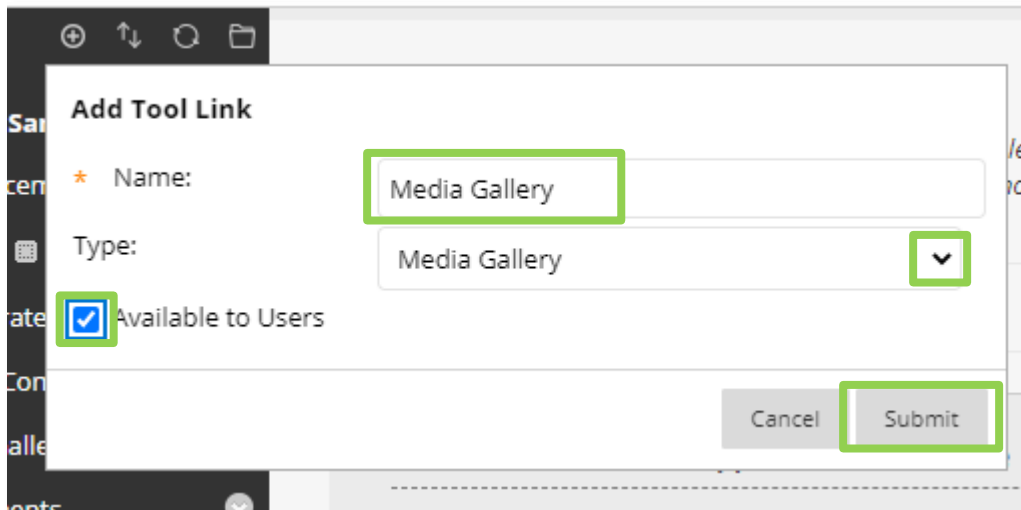 Add Tool Link
* Name:
Media Gallery
Type:
Media Gallery
Available to Users
Cancel
Submit